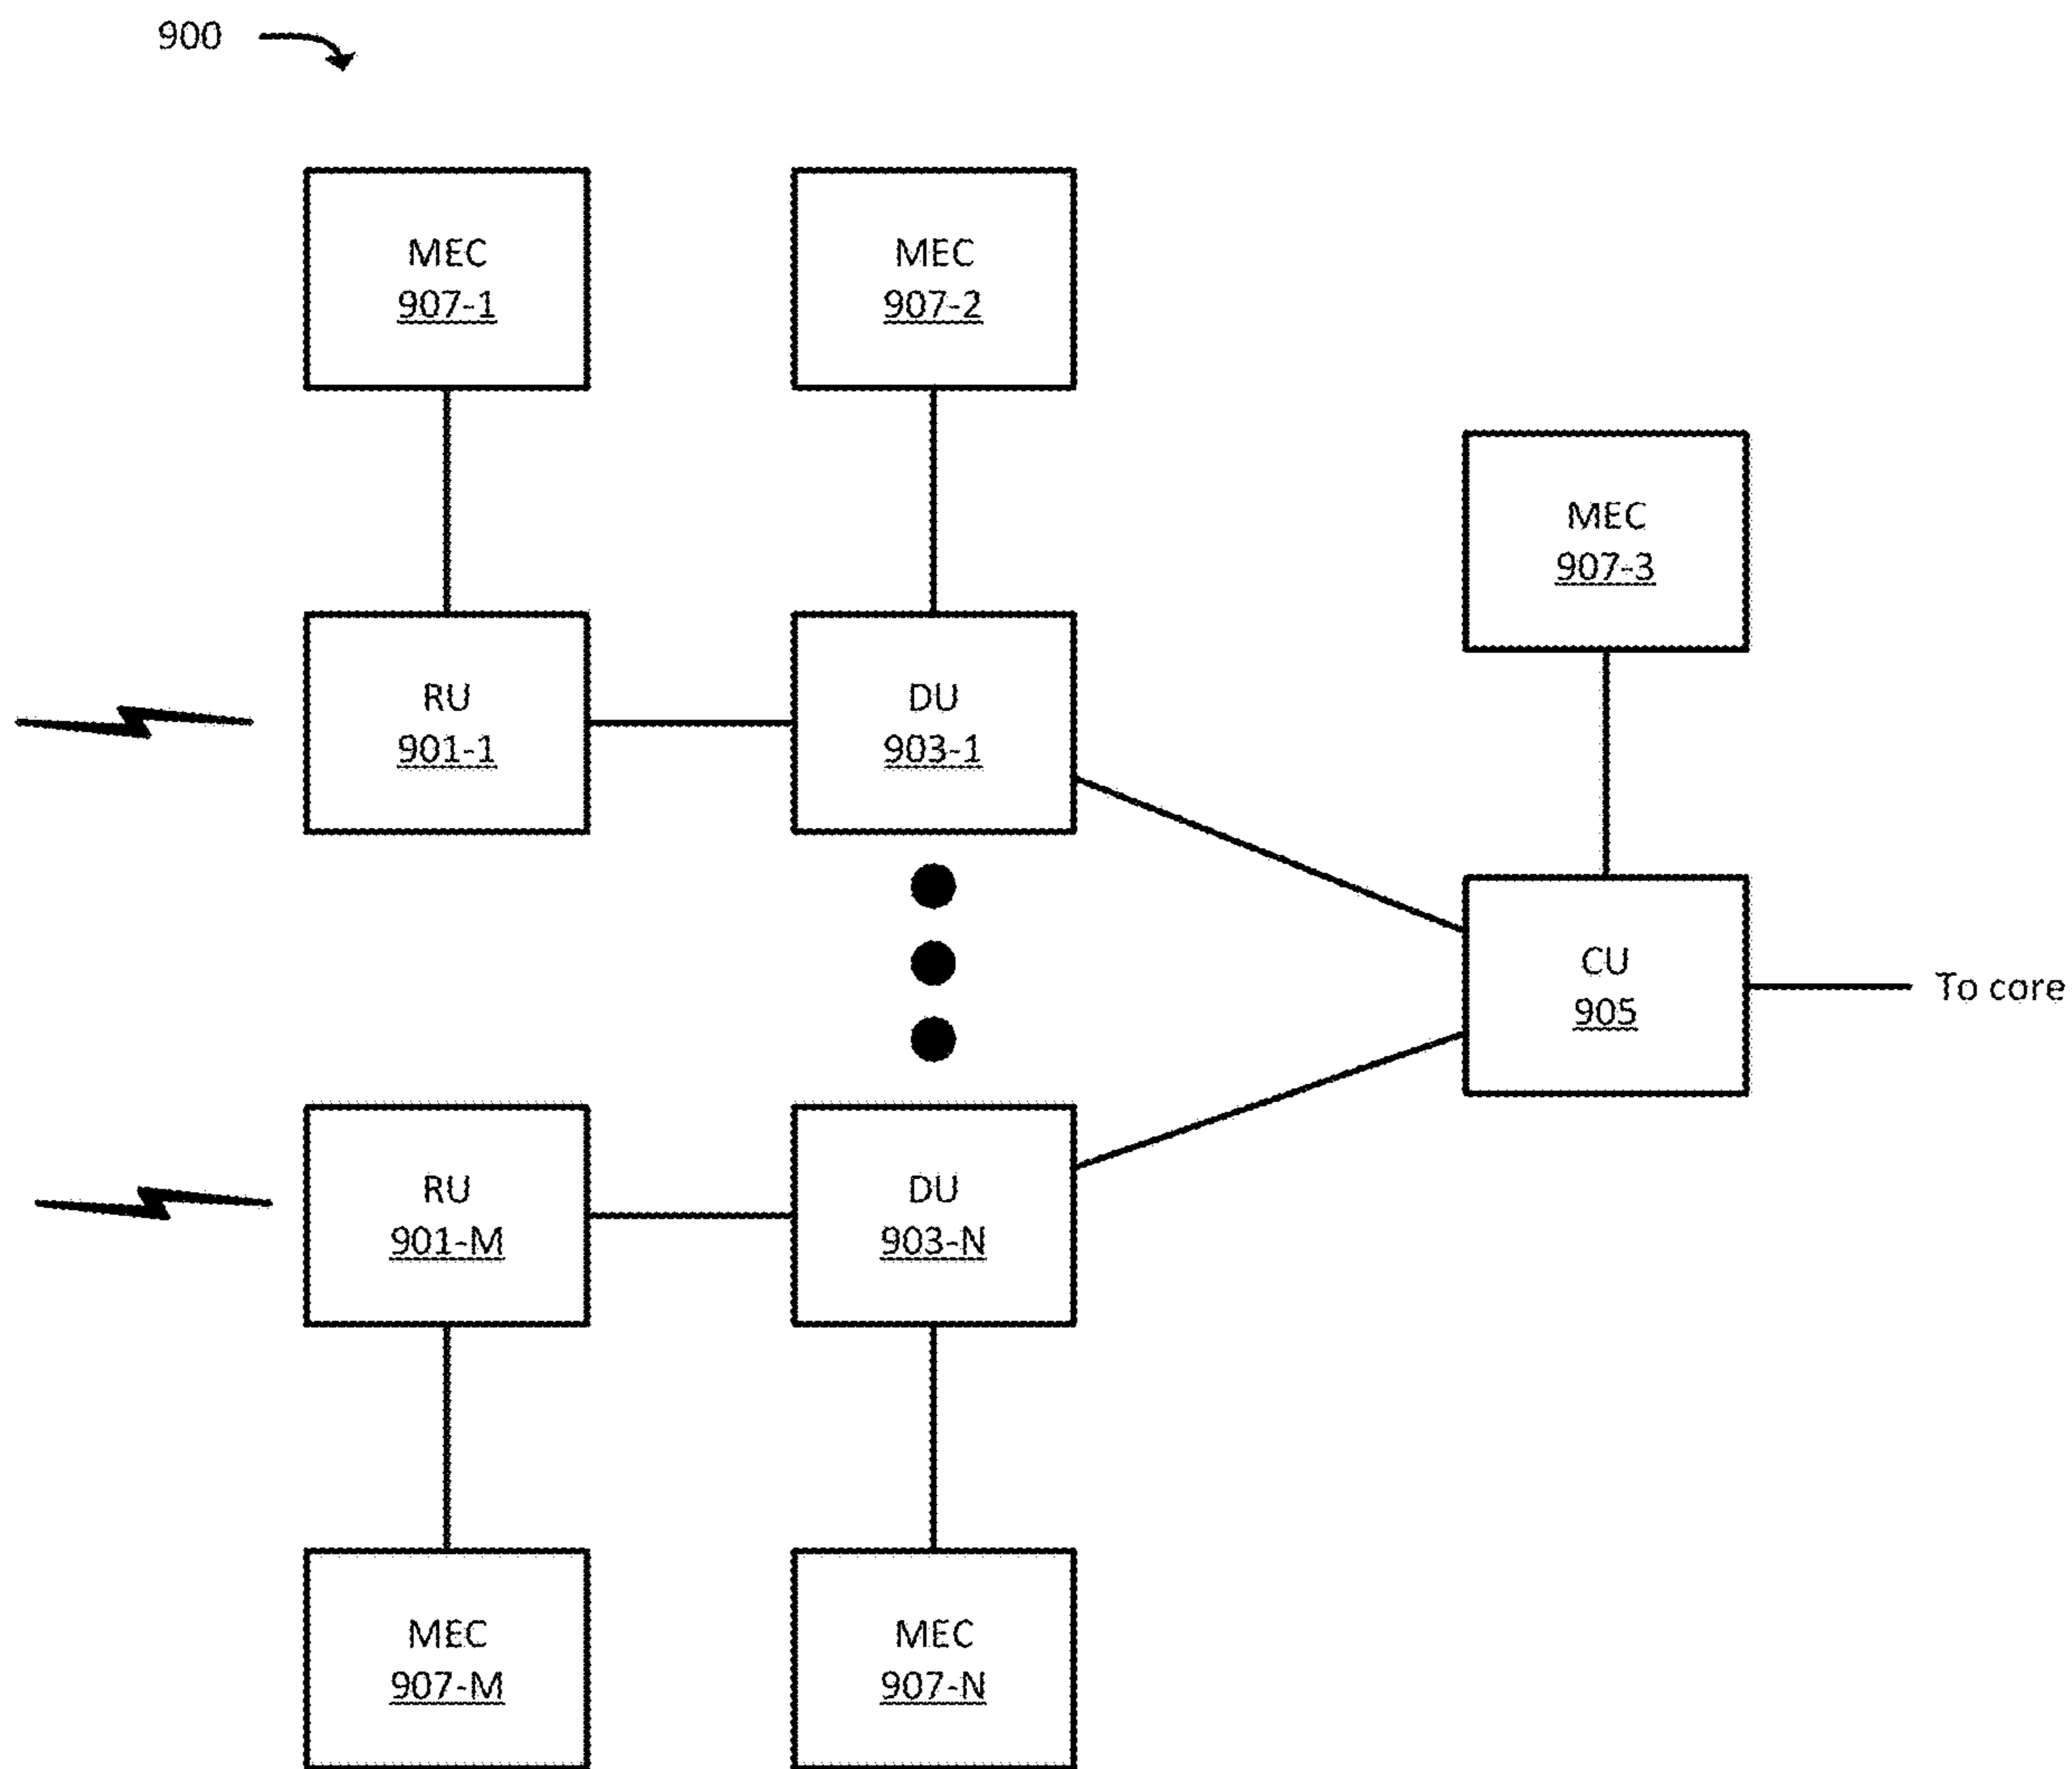 900
MEC
907-1
MEC
907-2
MEC
907-3
RU
901-1
DU
903-1
CU
905
To core
RU
901-M
DU
903-N
MEC
907-M
MEC
907-N